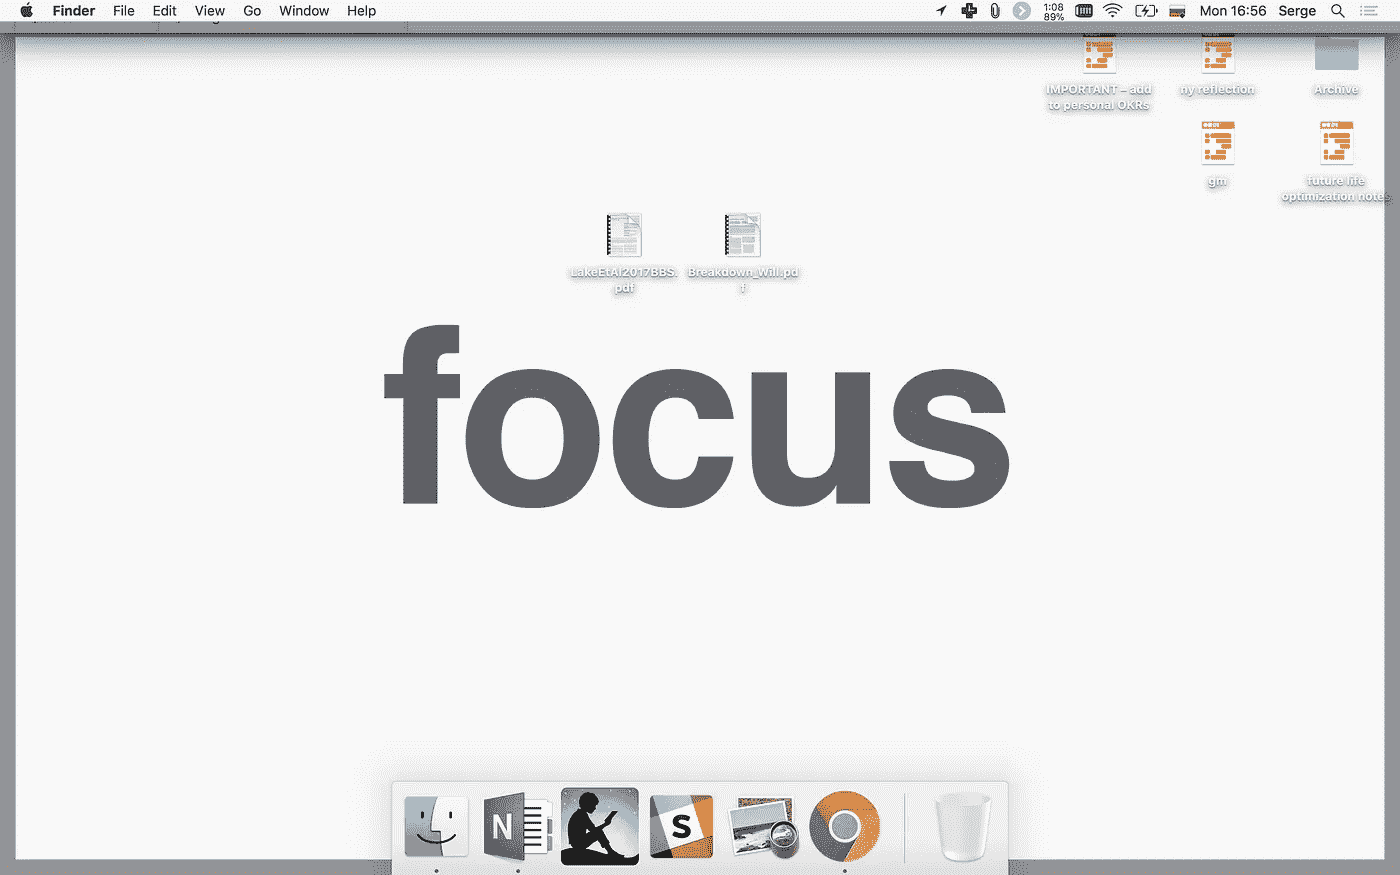 Finder File Edit View Go Window Help
1:08
89%
Mon 16:56 Serge
IMPORTANT – add
to personal OKRs
ny reflection
Archive
gm
future life
optimization notes
LakeEtAl2017BBS.
pdf
Breakdown_Will.pd
f
focus
N
S